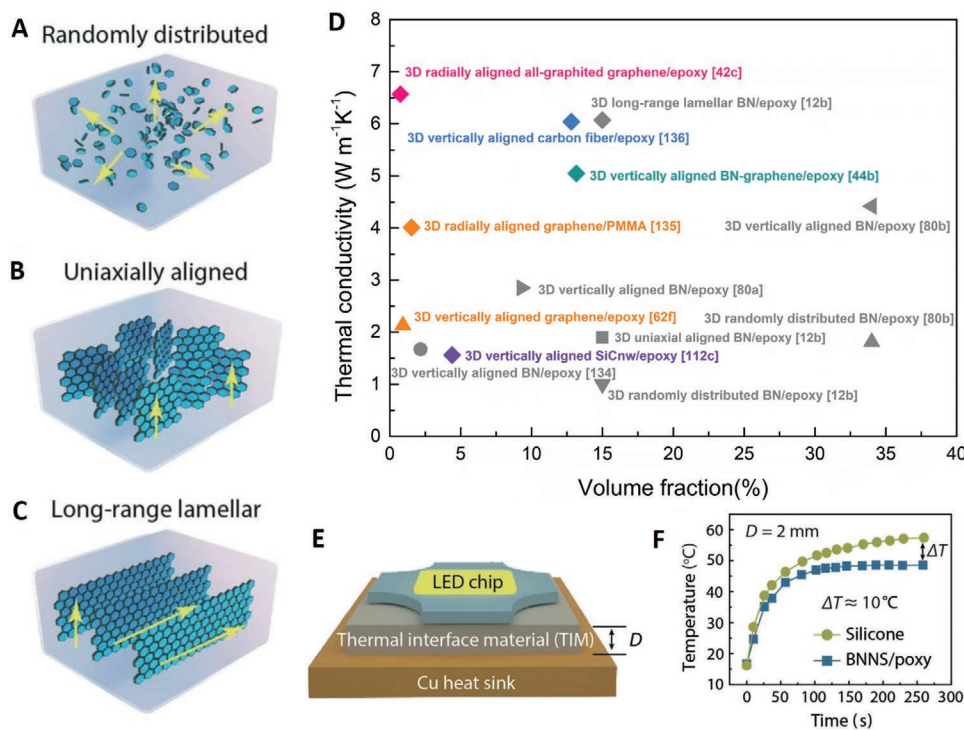 A
Randomly distributed
B
Uniaxially aligned
C
Long-range lamellar
D
Thermal conductivity (W m⁻¹K⁻¹)
8
7
6
5
4
3
2
1
0
3D radially aligned all-graphited graphene/epoxy [42c]
3D long-range lamellar BN/epoxy [12b]
3D vertically aligned carbon fiber/epoxy [136]
3D vertically aligned BN-graphene/epoxy [44b]
3D radially aligned graphene/PMMA [135]
3D vertically aligned BN/epoxy [80b]
3D vertically aligned BN/epoxy [80a]
3D vertically aligned graphene/epoxy [62f]
3D randomly distributed BN/epoxy [80b]
3D uniaxial aligned BN/epoxy [12b]
3D vertically aligned SiCnw/epoxy [112c]
3D vertically aligned BN/epoxy [134]
3D randomly distributed BN/epoxy [12b]
0 5 10 15 20 25 30 35 40
Volume fraction(%)
E
LED chip
Thermal interface material (TIM)
D
Cu heat sink
F
Temperature (℃)
60
50
40
30
20
10
D = 2 mm
ΔT
ΔT ≈ 10℃
Silicone
BNNS/poxy
0 50 100 150 200 250 300
Time (s)